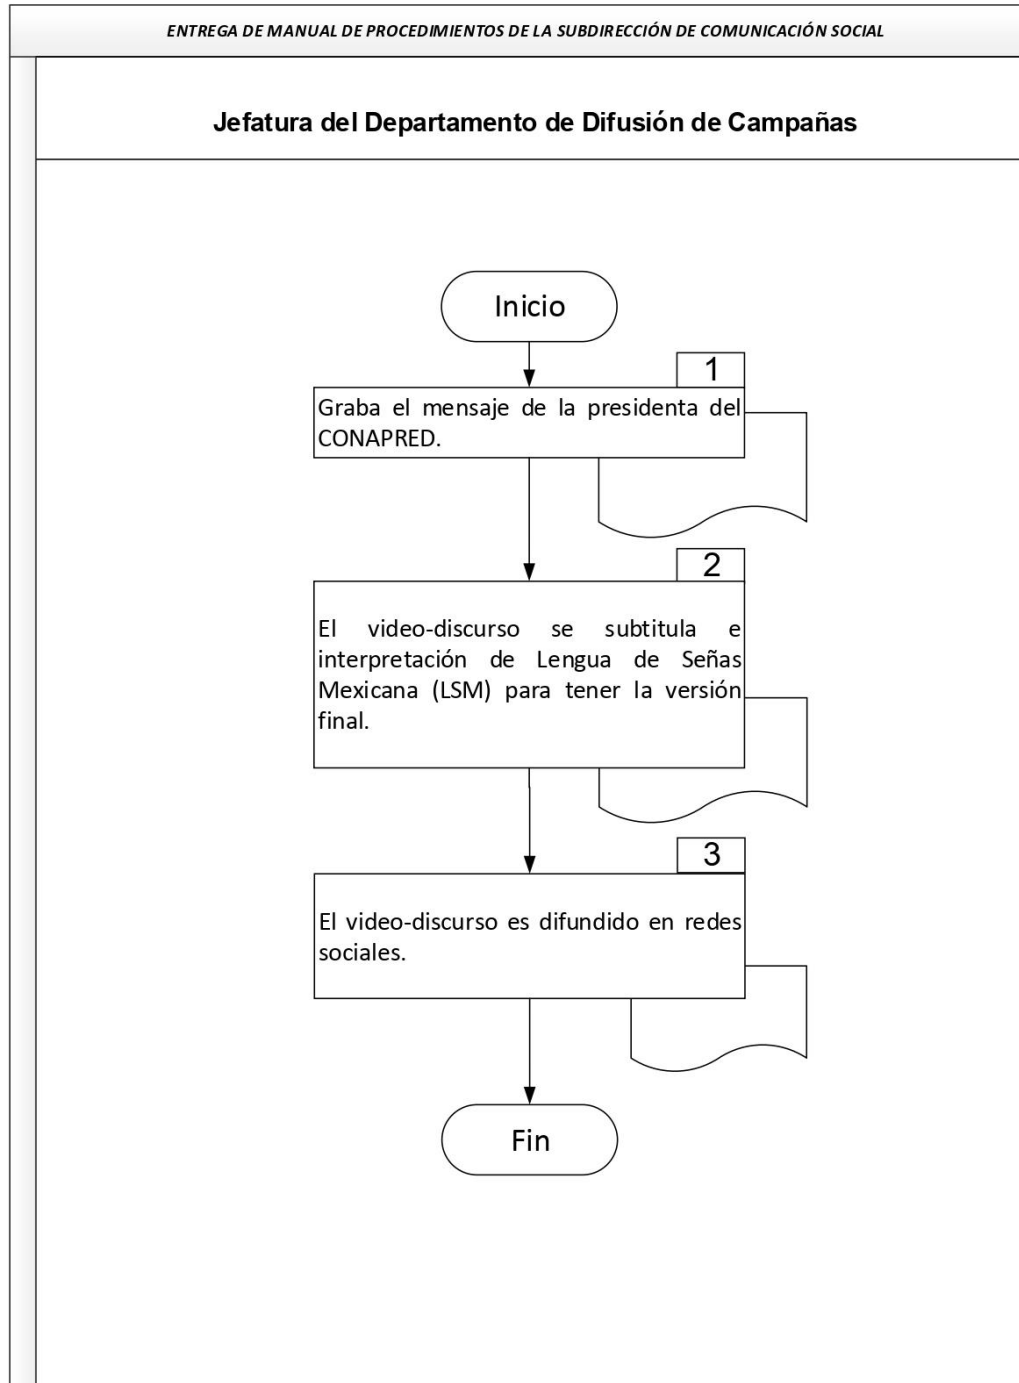 ENTREGA DE MANUAL DE PROCEDIMIENTOS DE LA SUBDIRECCIÓN DE COMUNICACIÓN SOCIAL
Jefatura del Departamento de Difusión de Campañas
Inicio
1
Graba el mensaje de la presidenta del
CONAPRED.
2
El video-discurso se subtitula e
interpretación de Lengua de Señas
Mexicana (LSM) para tener la versión
final.
3
El video-discurso es difundido en redes
sociales.
Fin